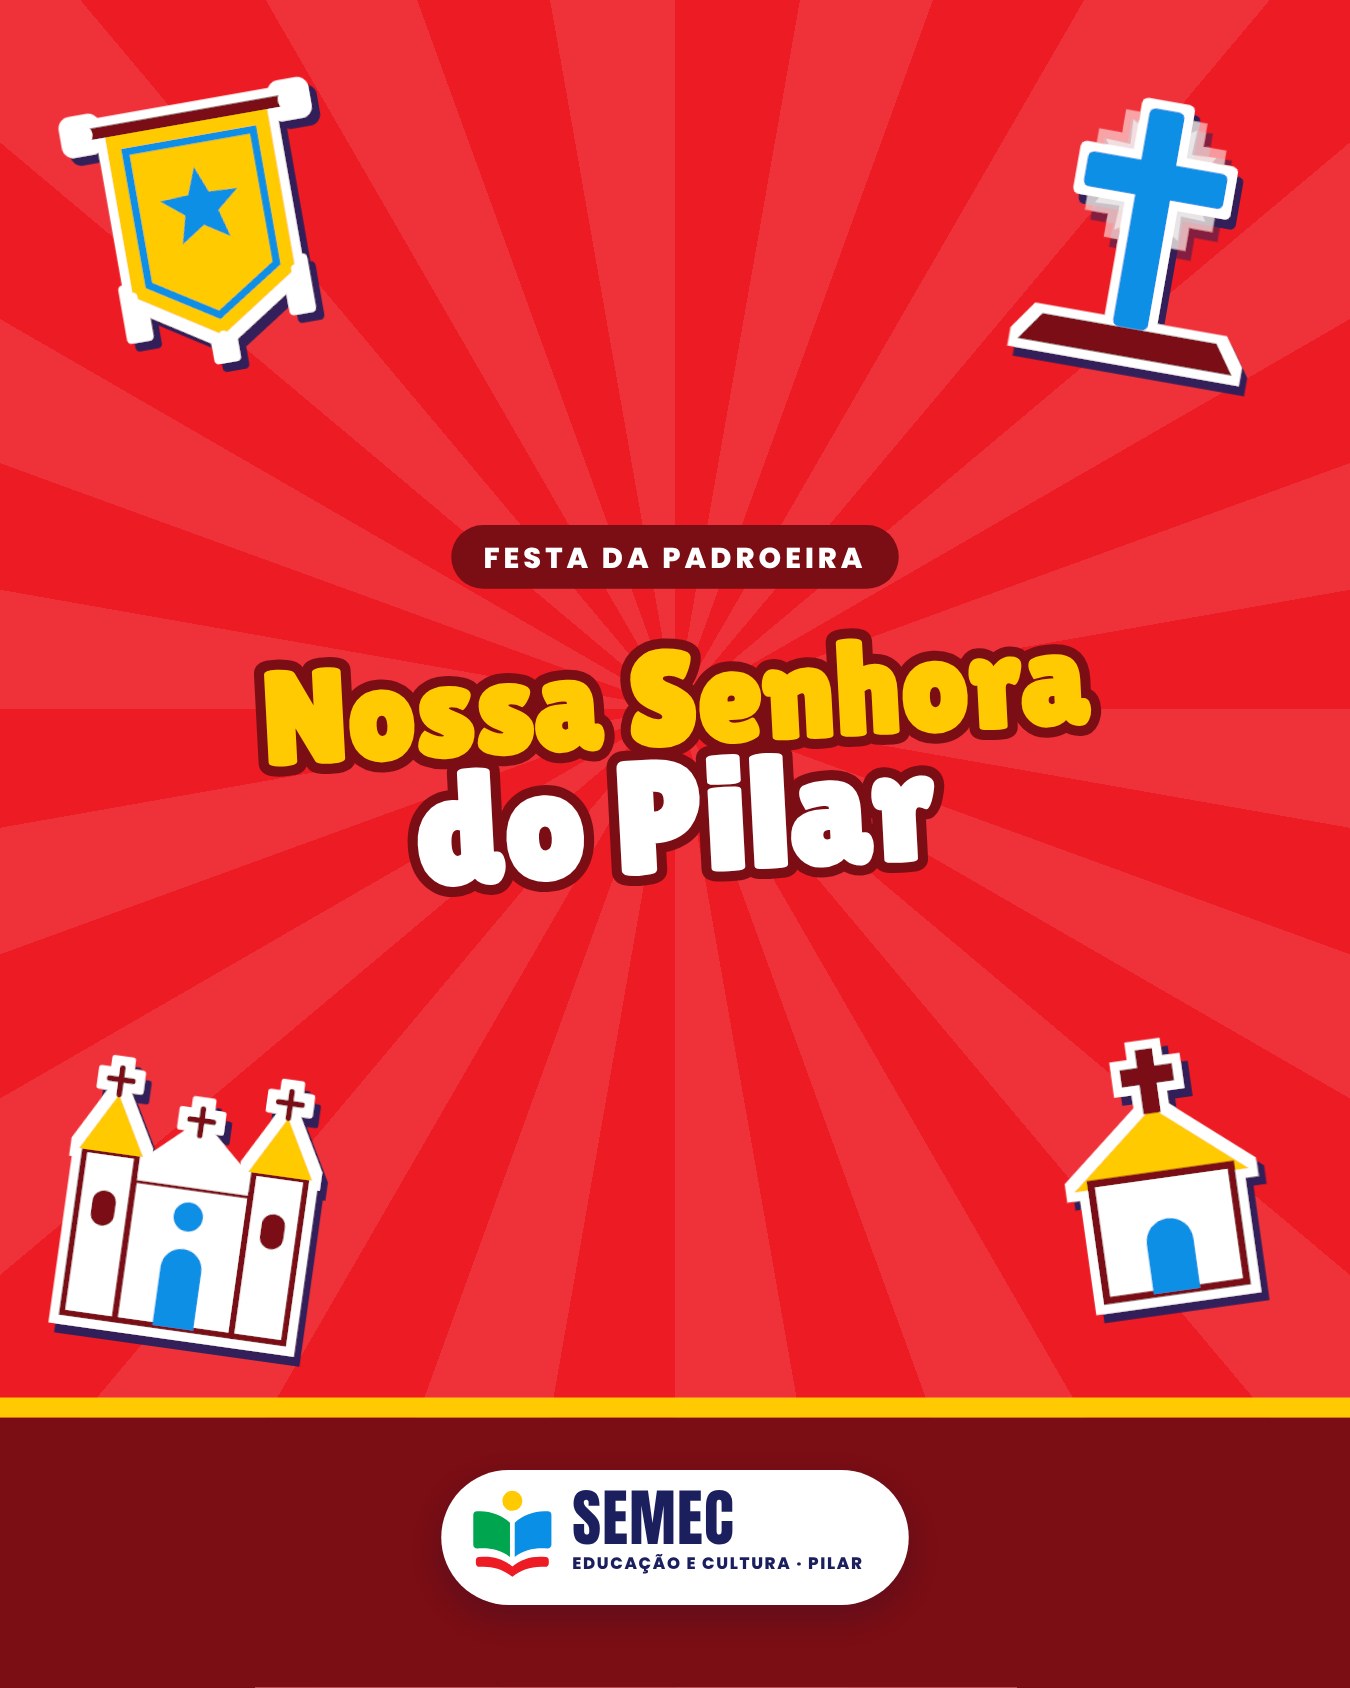 FESTA DA PADROEIRA
Nossa Senhora
do Pilar
SEMEC
EDUCAÇÃO E CULTURA · PILAR